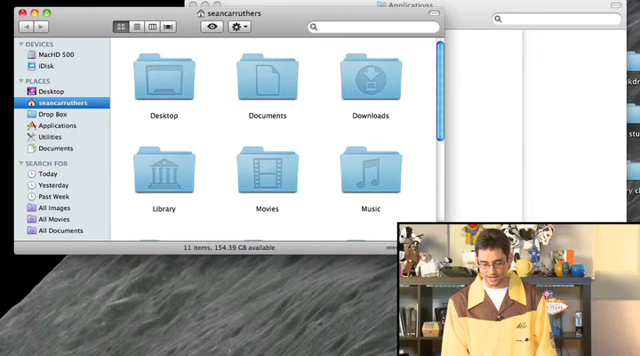 Applications
seancarruthers
DEVICES
MacHD 500
iDisk
PLACES
Desktop
seancarruthers
Drop Box
Applications
Utilities
Documents
SEARCH FOR
Today
Yesterday
Past Week
All Images
All Movies
All Documents
Desktop
Documents
Downloads
Library
Movies
Music
11 items, 154.39 GB available